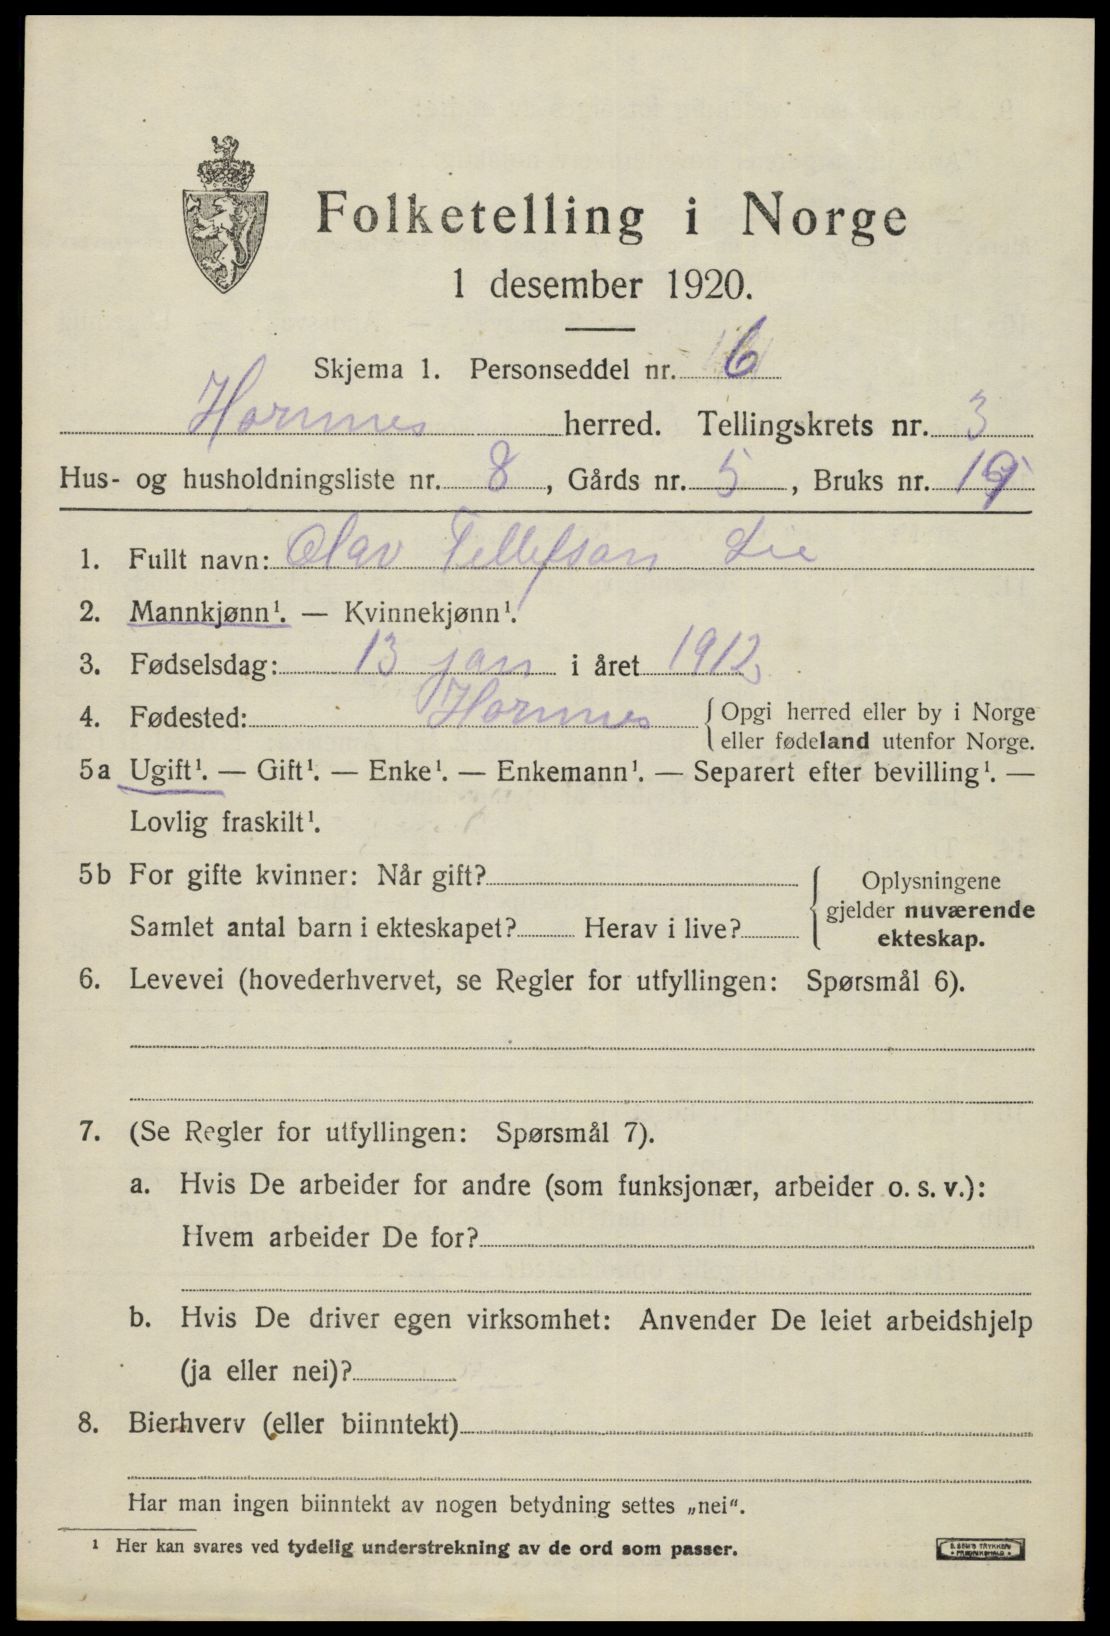 Folketelling i Norge
1 desember 1920.
Skjema 1. Personseddel nr. 6
Hornnes herred. Tellingskrets nr. 3
Hus- og husholdningsliste nr. 8, Gårds nr. 5, Bruks nr. 19
1. Fullt navn: Olav Tellefson Lie
2. Mannkjønn¹. — Kvinnekjønn¹.
3. Fødselsdag: 13 jan i året 1912
4. Fødested: Hornnes {Opgi herred eller by i Norge
eller fødeland utenfor Norge.
5a Ugift¹. — Gift¹. — Enke¹. — Enkemann¹. — Separert efter bevilling¹. —
Lovlig fraskilt¹.
5b For gifte kvinner: Når gift?
Samlet antal barn i ekteskapet? Herav i live?
Oplysningene
gjelder nuværende
ekteskap.
6. Levevei (hovederhvervet, se Regler for utfyllingen: Spørsmål 6).
7. (Se Regler for utfyllingen: Spørsmål 7).
a. Hvis De arbeider for andre (som funksjonær, arbeider o. s. v.):
Hvem arbeider De for?
b. Hvis De driver egen virksomhet: Anvender De leiet arbeidshjelp
(ja eller nei)?
8. Bierhverv (eller biinntekt)
Har man ingen biinntekt av nogen betydning settes „nei".
¹ Her kan svares ved tydelig understrekning av de ord som passer.